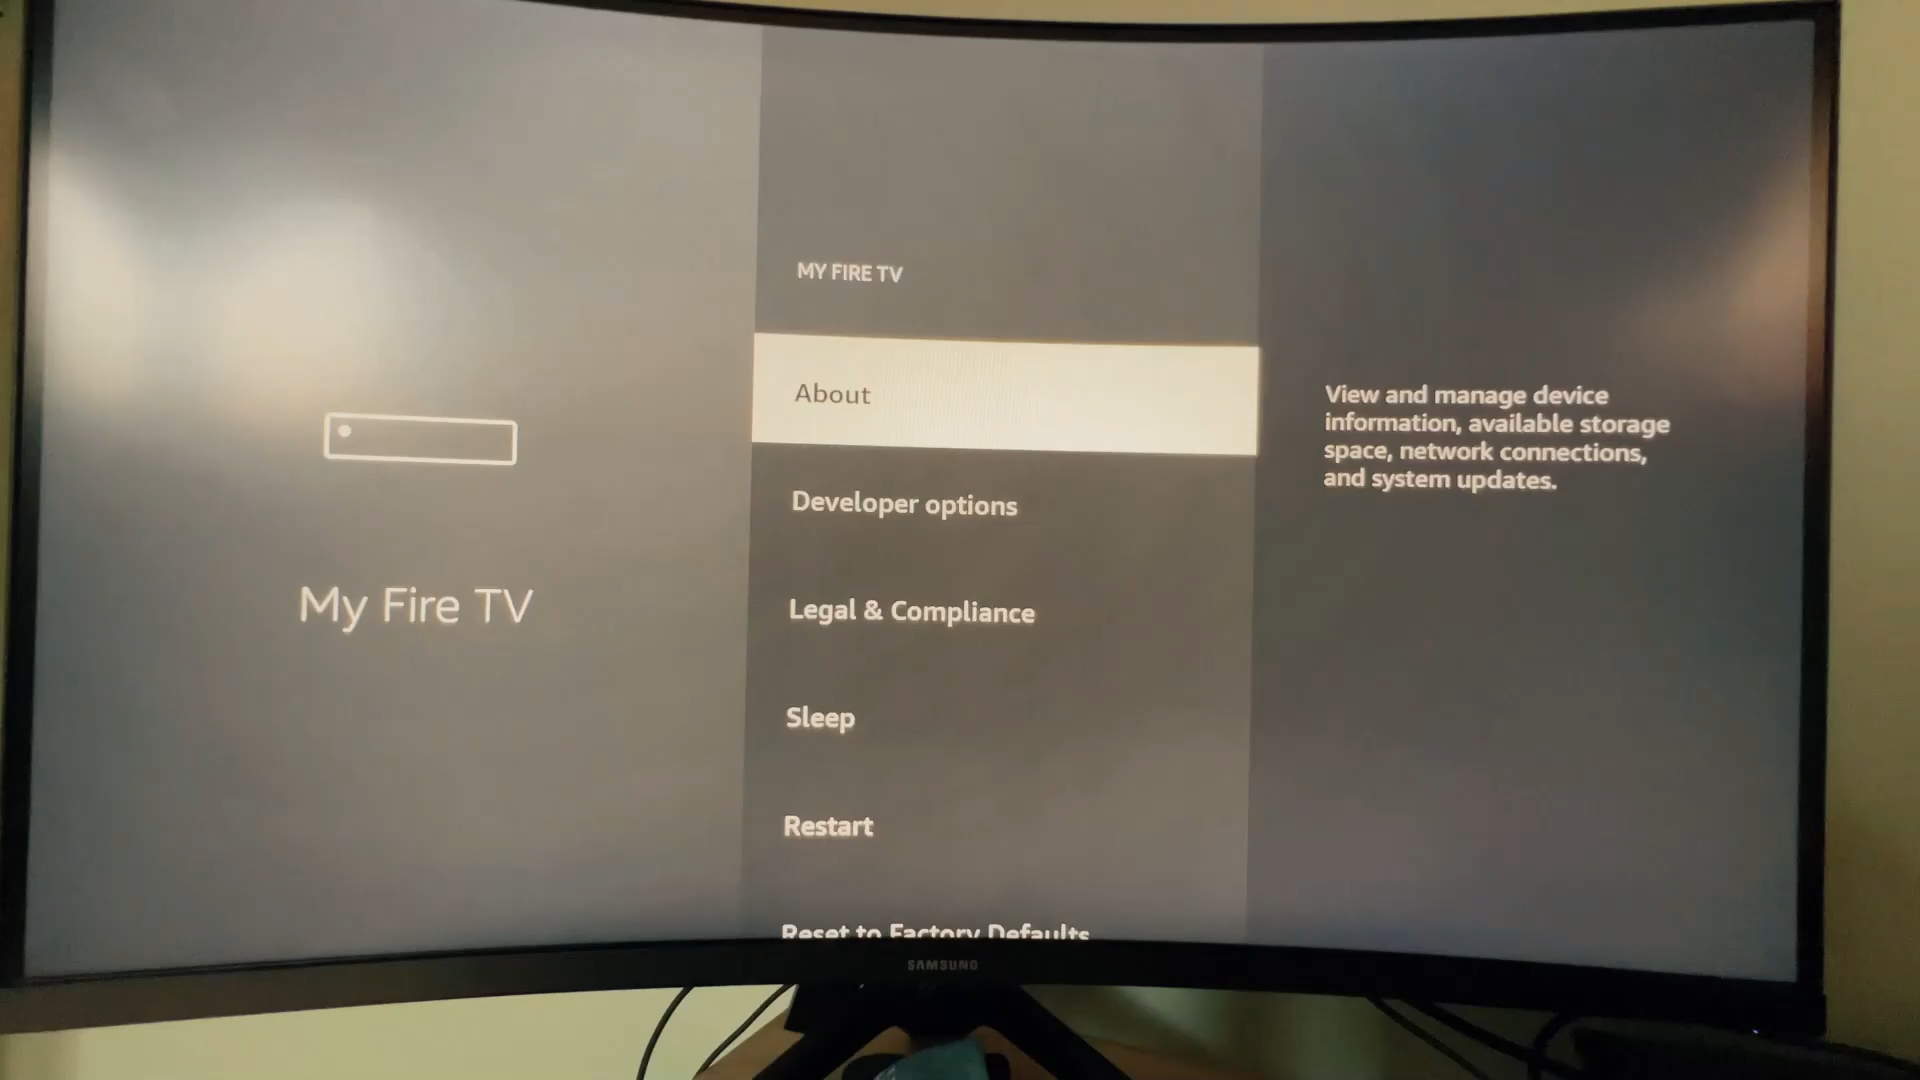 MY FIRE TV
About
View and manage device
information, available storage
space, network connections,
and system updates.
Developer options
My Fire TV
Legal & Compliance
Sleep
Restart
Reset to Factory Defaults
SAMSUNG